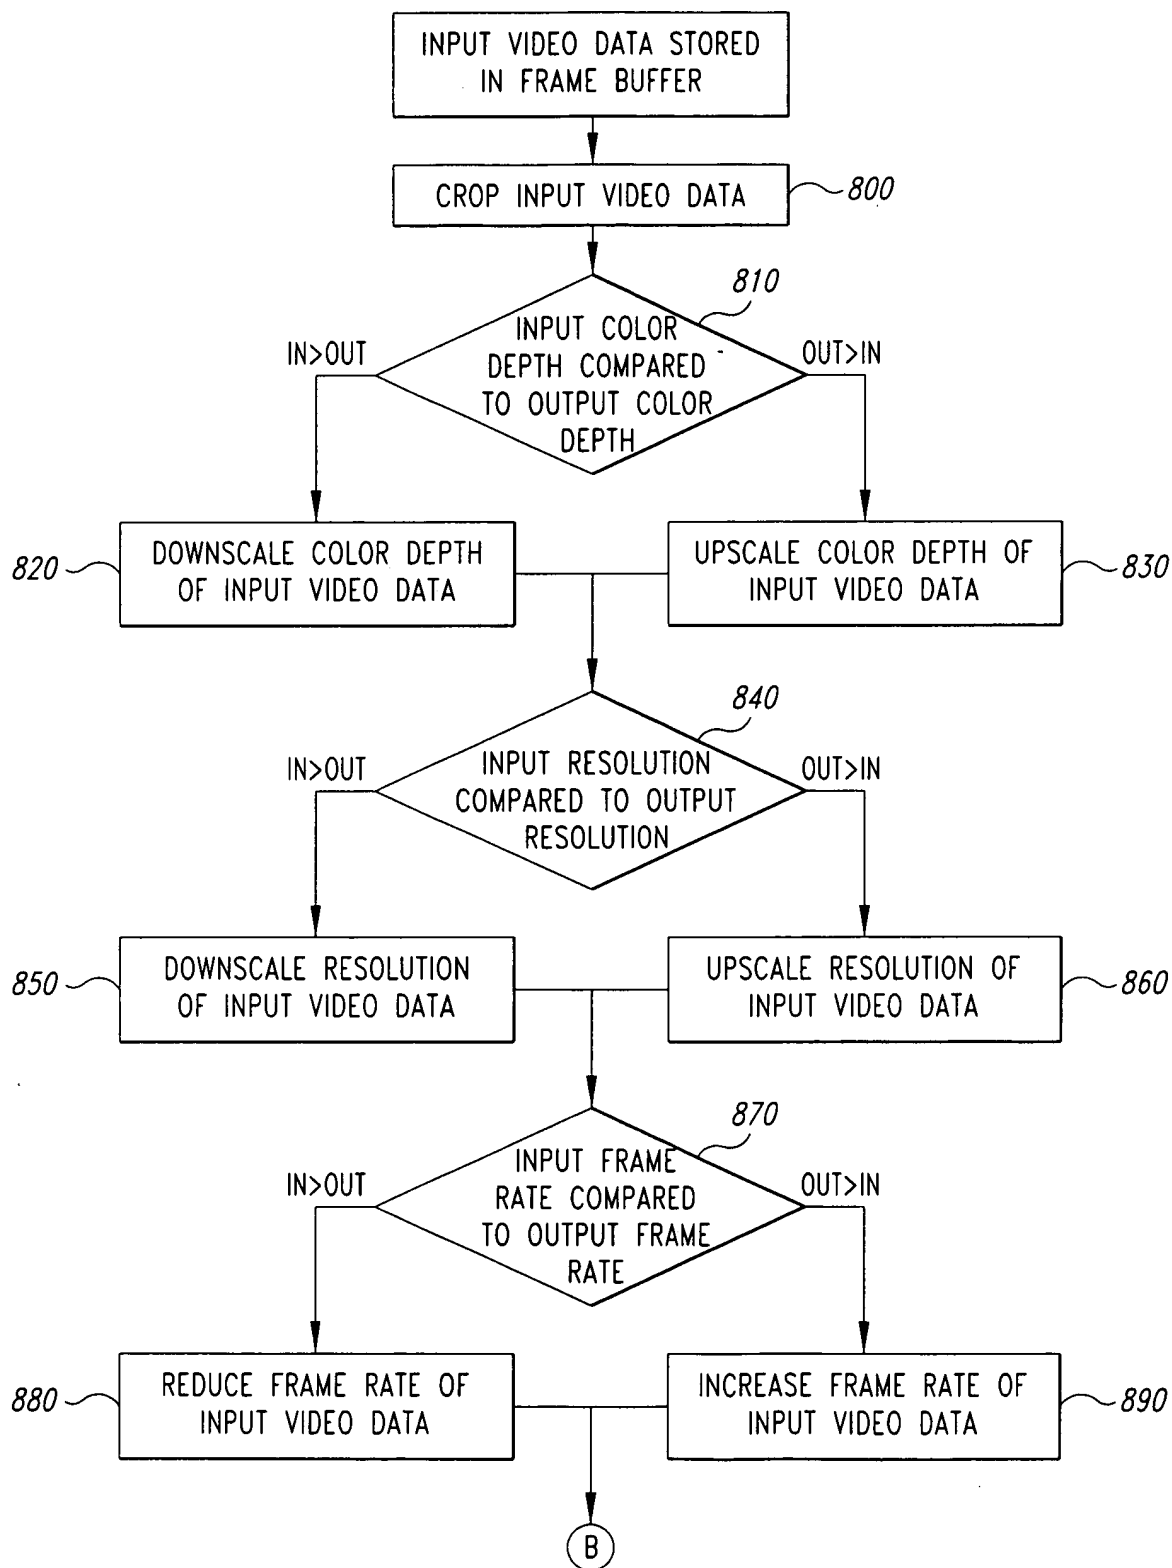 INPUT VIDEO DATA STORED
IN FRAME BUFFER
CROP INPUT VIDEO DATA
800
810
INPUT COLOR
DEPTH COMPARED
TO OUTPUT COLOR
DEPTH
IN>OUT
OUT>IN
820
DOWNSCALE COLOR DEPTH
OF INPUT VIDEO DATA
UPSCALE COLOR DEPTH OF
INPUT VIDEO DATA
830
840
INPUT RESOLUTION
COMPARED TO OUTPUT
RESOLUTION
IN>OUT
OUT>IN
850
DOWNSCALE RESOLUTION
OF INPUT VIDEO DATA
UPSCALE RESOLUTION OF
INPUT VIDEO DATA
860
870
INPUT FRAME
RATE COMPARED
TO OUTPUT FRAME
RATE
IN>OUT
OUT>IN
880
REDUCE FRAME RATE OF
INPUT VIDEO DATA
INCREASE FRAME RATE OF
INPUT VIDEO DATA
890
B